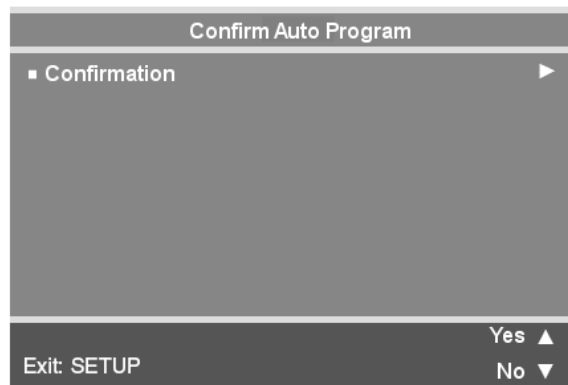 Confirm Auto Program
▪ Confirmation ►
Yes ▲
Exit: SETUP
No ▼